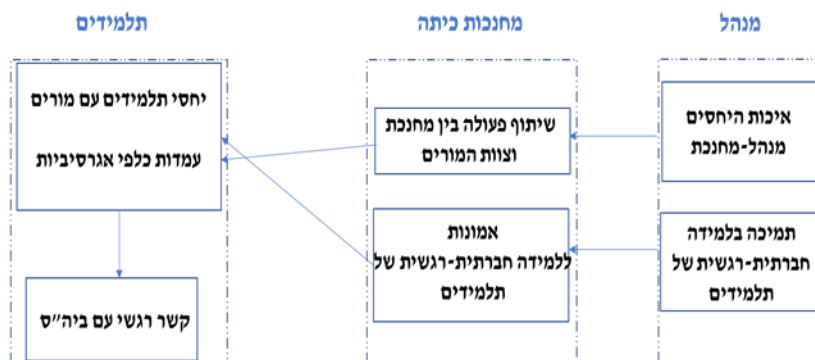 מנהל
מחנכות כיתה
תלמידים
איכות היחסים
מנהל-מחנכת
תמיכה בלמידה
חברתית-רגשית של
תלמידים
שיתוף פעולה בין מחנכת
וצוות המורים
אמונות
ללמידה חברתית-רגשית של
תלמידים
יחסי תלמידים עם מורים
עמדות כלפי אגרסיביות
קשר רגשי עם ביה"ס